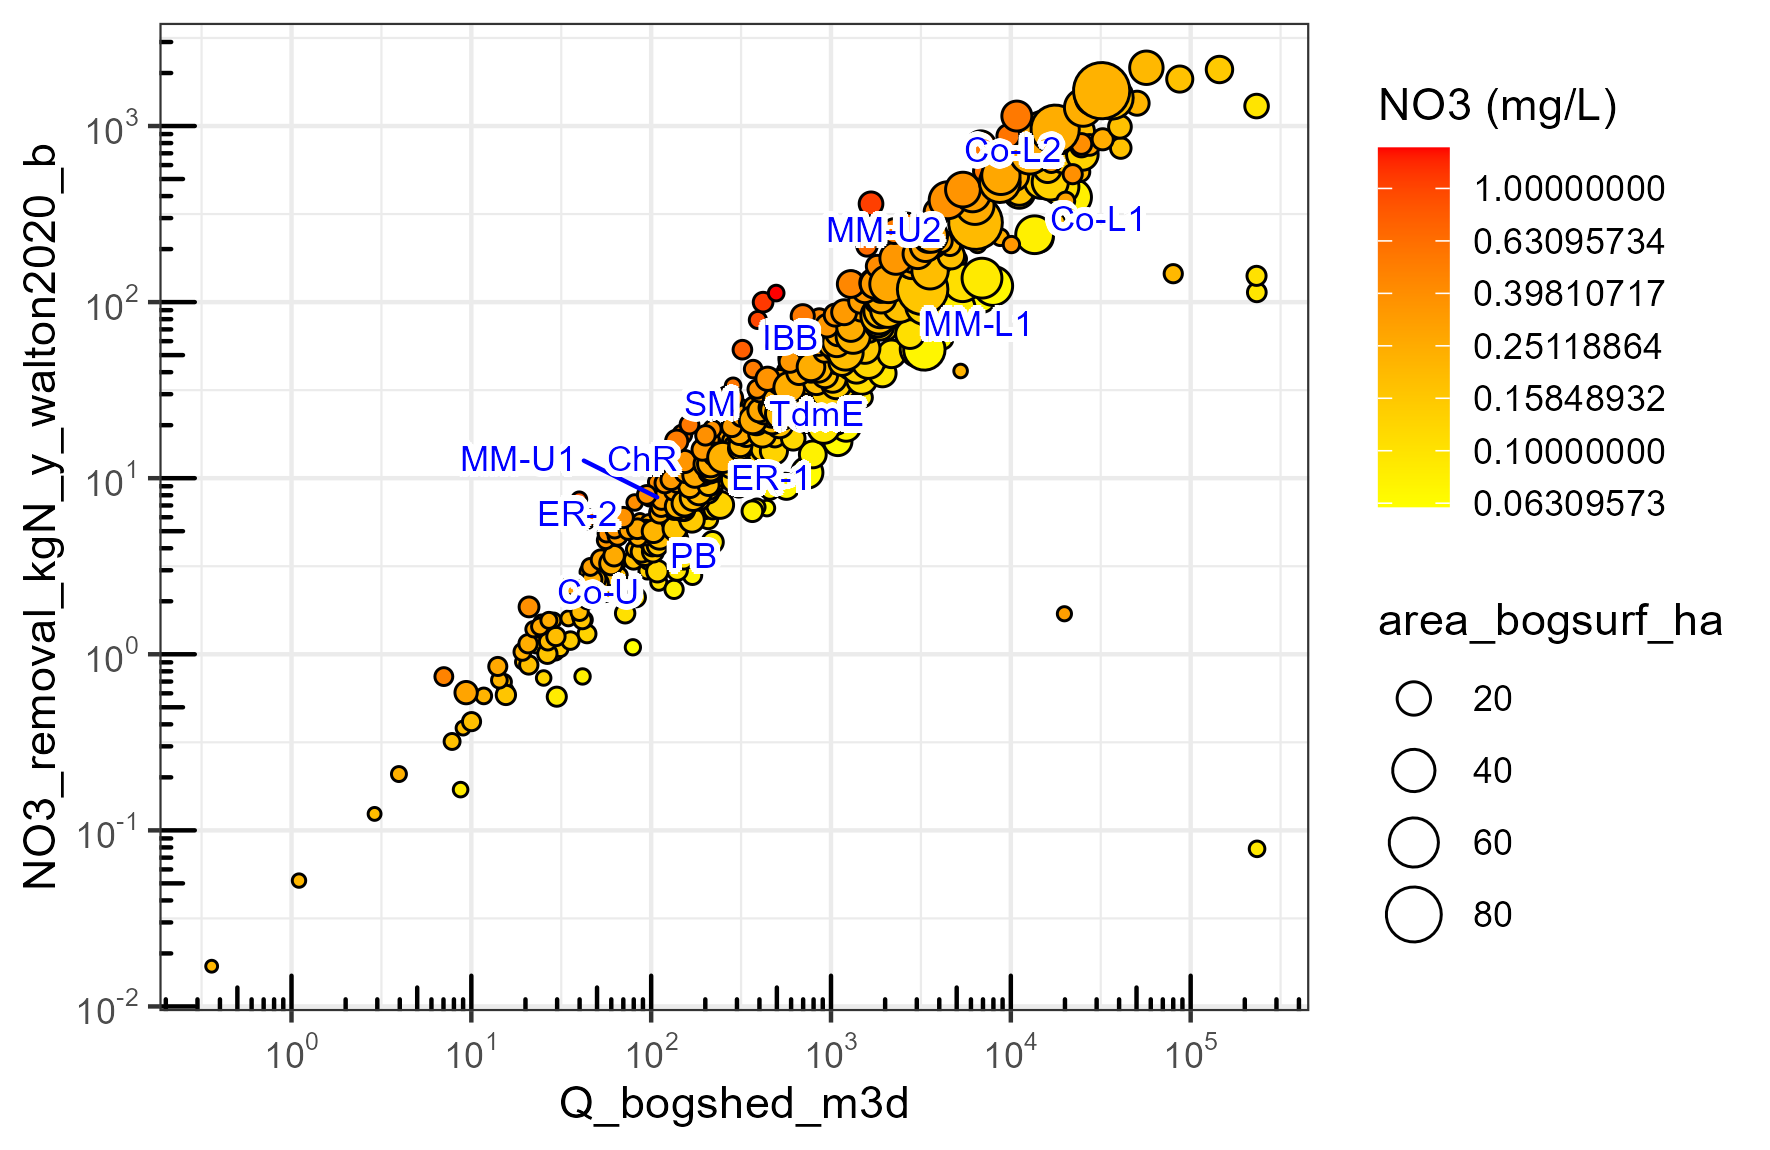 NO3_removal_kgN_y_walton2020_b
10^3
10^2
10^1
10^0
10^-1
10^-2
Co-L2
Co-L1
MM-U2
MM-L1
IBB
SM
TdmE
MM-U1
ChR
ER-1
ER-2
PB
Co-U
10^0 10^1 10^2 10^3 10^4 10^5
Q_bogshed_m3d
NO3 (mg/L)
1.00000000
0.63095734
0.39810717
0.25118864
0.15848932
0.10000000
0.06309573
area_bogsurf_ha
20
40
60
80